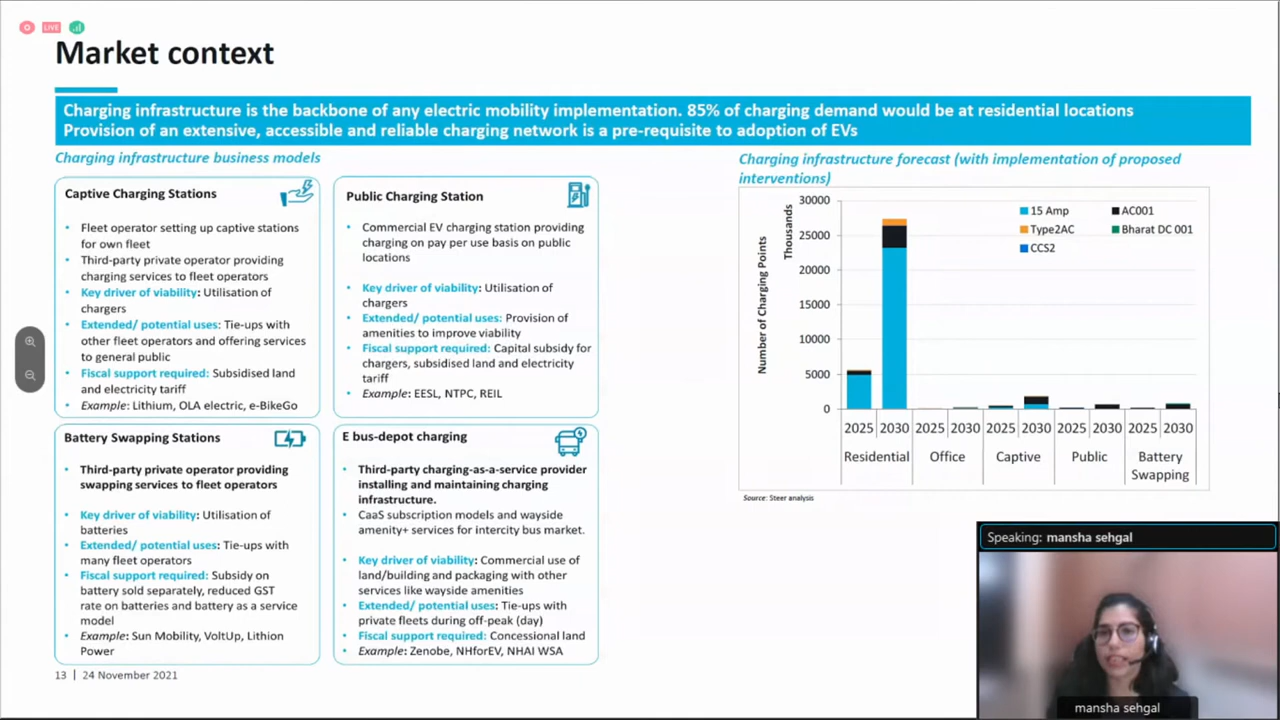 LIVE
Market context
Charging infrastructure is the backbone of any electric mobility implementation. 85% of charging demand would be at residential locations
Provision of an extensive, accessible and reliable charging network is a pre-requisite to adoption of EVs
Charging infrastructure business models
Captive Charging Stations
• Fleet operator setting up captive stations
for own fleet
• Third-party private operator providing
charging services to fleet operators
• Key driver of viability: Utilisation of
chargers
• Extended/ potential uses: Tie-ups with
other fleet operators and offering services
to general public
• Fiscal support required: Subsidised land
and electricity tariff
• Example: Lithium, OLA electric, e-BikeGo
Public Charging Station
• Commercial EV charging station providing
charging on pay per use basis on public
locations
• Key driver of viability: Utilisation of
chargers
• Extended/ potential uses: Provision of
amenities to improve viability
• Fiscal support required: Capital subsidy for
chargers, subsidised land and electricity
tariff
• Example: EESL, NTPC, REIL
Battery Swapping Stations
• Third-party private operator providing
swapping services to fleet operators
• Key driver of viability: Utilisation of
batteries
• Extended/ potential uses: Tie-ups with
many fleet operators
• Fiscal support required: Subsidy on
battery sold separately, reduced GST
rate on batteries and battery as a service
model
• Example: Sun Mobility, VoltUp, Lithion
Power
E bus-depot charging
• Third-party charging-as-a-service provider
installing and maintaining charging
infrastructure.
• CaaS subscription models and wayside
amenity+ services for intercity bus market.
• Key driver of viability: Commercial use of
land/building and packaging with other
services like wayside amenities
• Extended/ potential uses: Tie-ups with
private fleets during off-peak (day)
• Fiscal support required: Concessional land
• Example: Zenobe, NHforEV, NHAI WSA
Charging infrastructure forecast (with implementation of proposed
interventions)
Number of Charging Points
Thousands
30000
25000
20000
15000
10000
5000
0
15 Amp
AC001
Type2AC
Bharat DC 001
CCS2
2025 2030 2025 2030 2025 2030 2025 2030 2025 2030
Residential Office Captive Public Battery
Swapping
Source: Steer analysis
13 | 24 November 2021
Speaking: mansha sehgal
mansha sehgal